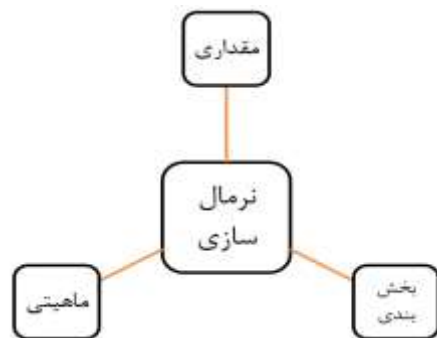 مقداری
نرمال
سازی
ماهیتی
بخش
بندی